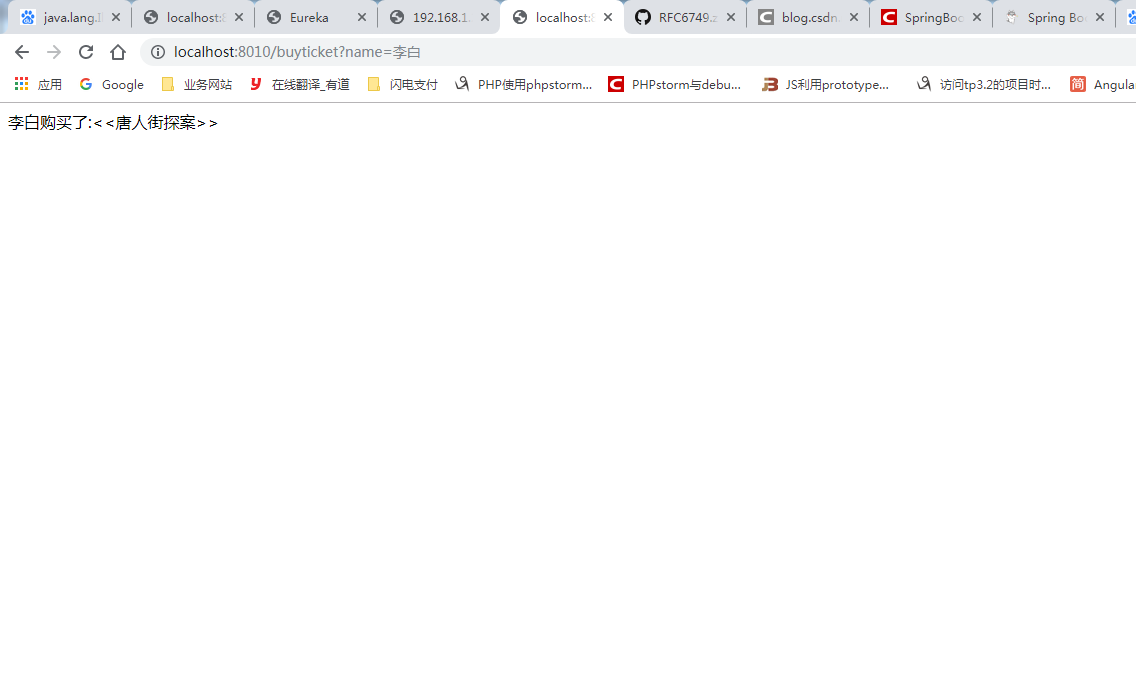 java.lang.I localhost:8 Eureka 192.168.1. localhost:8 RFC6749.z blog.csdn. SpringBoo Spring Bo
localhost:8010/buyticket?name=李白
应用 Google 业务网站 在线翻译_有道 闪电支付 PHP使用phpstorm... PHPstorm与debu... JS利用prototype... 访问tp3.2的项目时... 简 Angular
李白购买了:<<唐人街探案>>